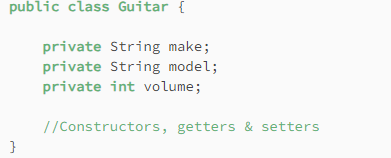 public class Guitar {
    private String make;
    private String model;
    private int volume;
    //Constructors, getters & setters
}